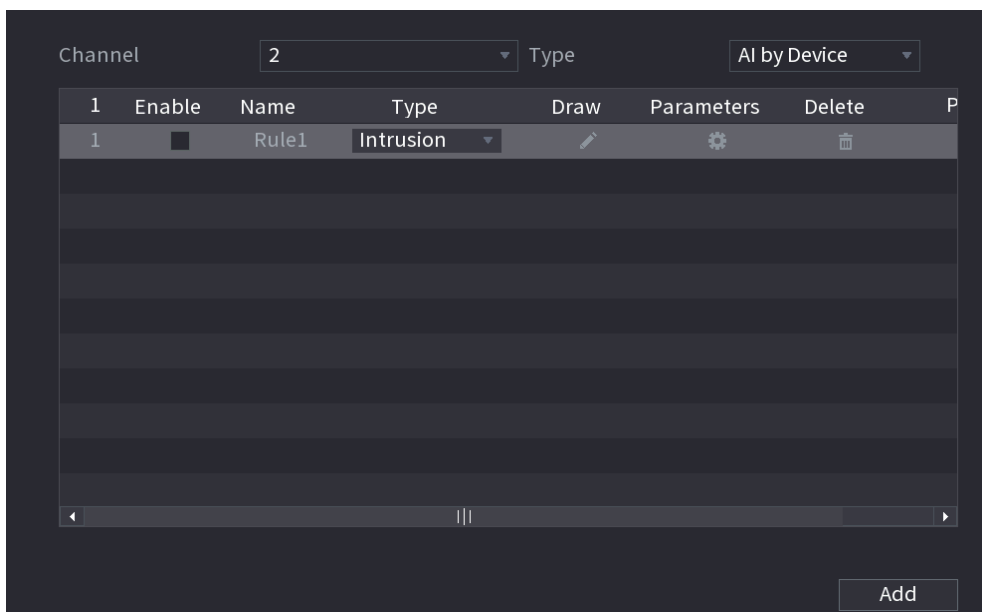 Channel 2 Type AI by Device
1 Enable Name Type Draw Parameters Delete P
1 Rule1 Intrusion
Add